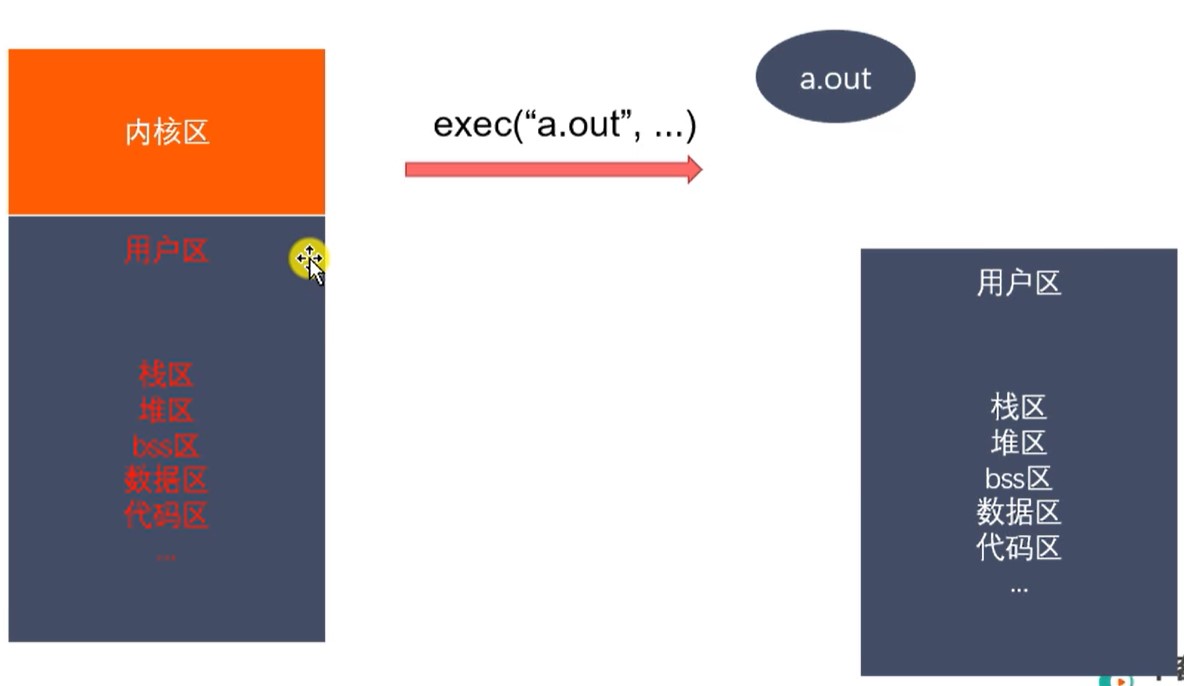 内核区
用户区
栈区
堆区
bss区
数据区
代码区
...
exec(“a.out”, ...)
a.out
用户区
栈区
堆区
bss区
数据区
代码区
...